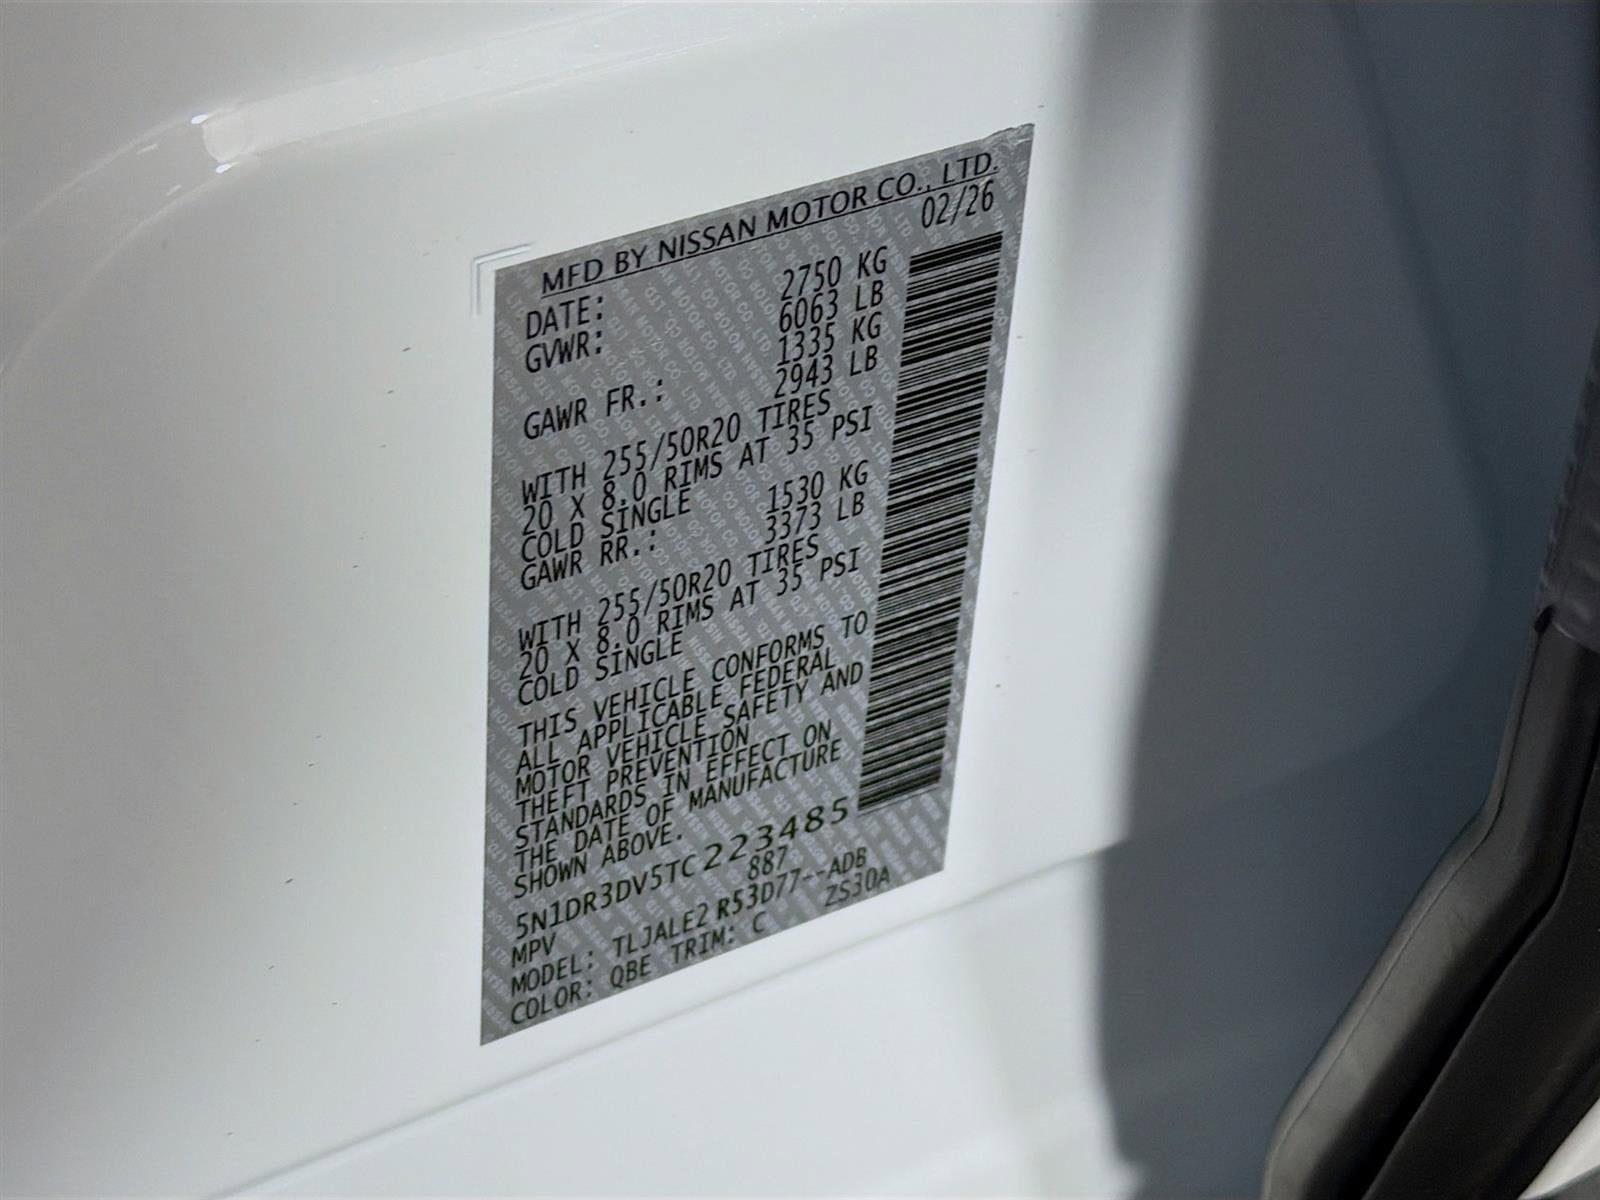 MFD BY NISSAN MOTOR CO., LTD.
DATE: 02/26
GVWR: 2750 KG
6063 LB
GAWR FR.: 1335 KG
2943 LB
WITH 255/50R20 TIRES
20 X 8.0 RIMS AT 35 PSI
COLD SINGLE
GAWR RR.: 1530 KG
3373 LB
WITH 255/50R20 TIRES
20 X 8.0 RIMS AT 35 PSI
COLD SINGLE
THIS VEHICLE CONFORMS TO
ALL APPLICABLE FEDERAL
MOTOR VEHICLE SAFETY AND
THEFT PREVENTION
STANDARDS IN EFFECT ON
THE DATE OF MANUFACTURE
SHOWN ABOVE.
5N1DR3DV5TC223485
MPV 887
MODEL: TLJALE2 R53D77--ADB
COLOR: QBE TRIM: C ZS30A